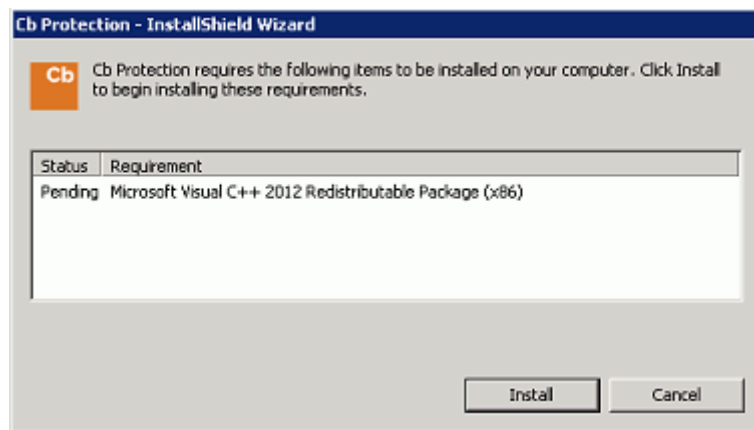 Cb Protection - InstallShield Wizard
Cb
Cb Protection requires the following items to be installed on your computer. Click Install
to begin installing these requirements.
Status Requirement
Pending Microsoft Visual C++ 2012 Redistributable Package (x86)
Install Cancel